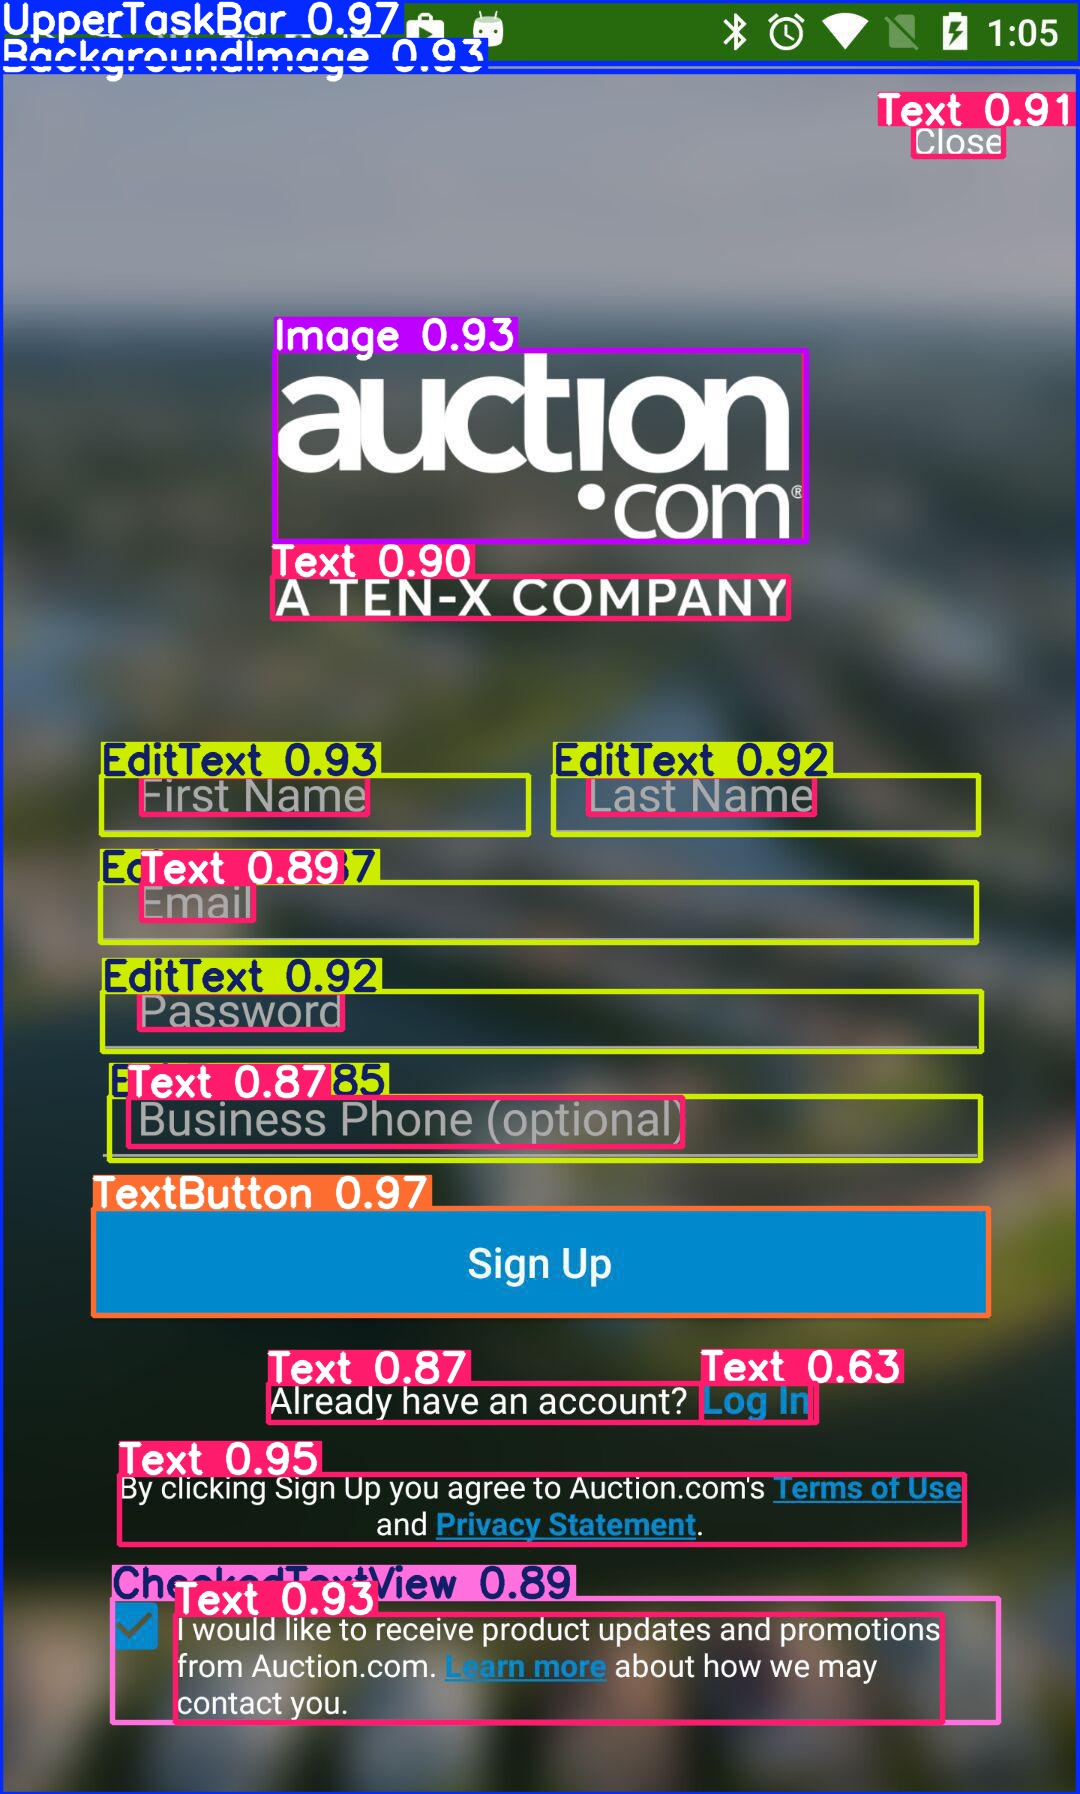 UpperTaskBar 0.97
1:05
BackgroundImage 0.93
Text 0.91
Close
Image 0.93
auction
.com®
Text 0.90
A TEN-X COMPANY
EditText 0.93 EditText 0.92
First Name Last Name
Text 0.89 7
Email
EditText 0.92
Password
Text 0.87 85
Business Phone (optional)
TextButton 0.97
Sign Up
Text 0.87 Text 0.63
Already have an account? Log In
Text 0.95
By clicking Sign Up you agree to Auction.com's Terms of Use
and Privacy Statement.
CheckedTextView 0.89
Text 0.93
I would like to receive product updates and promotions
from Auction.com. Learn more about how we may
contact you.